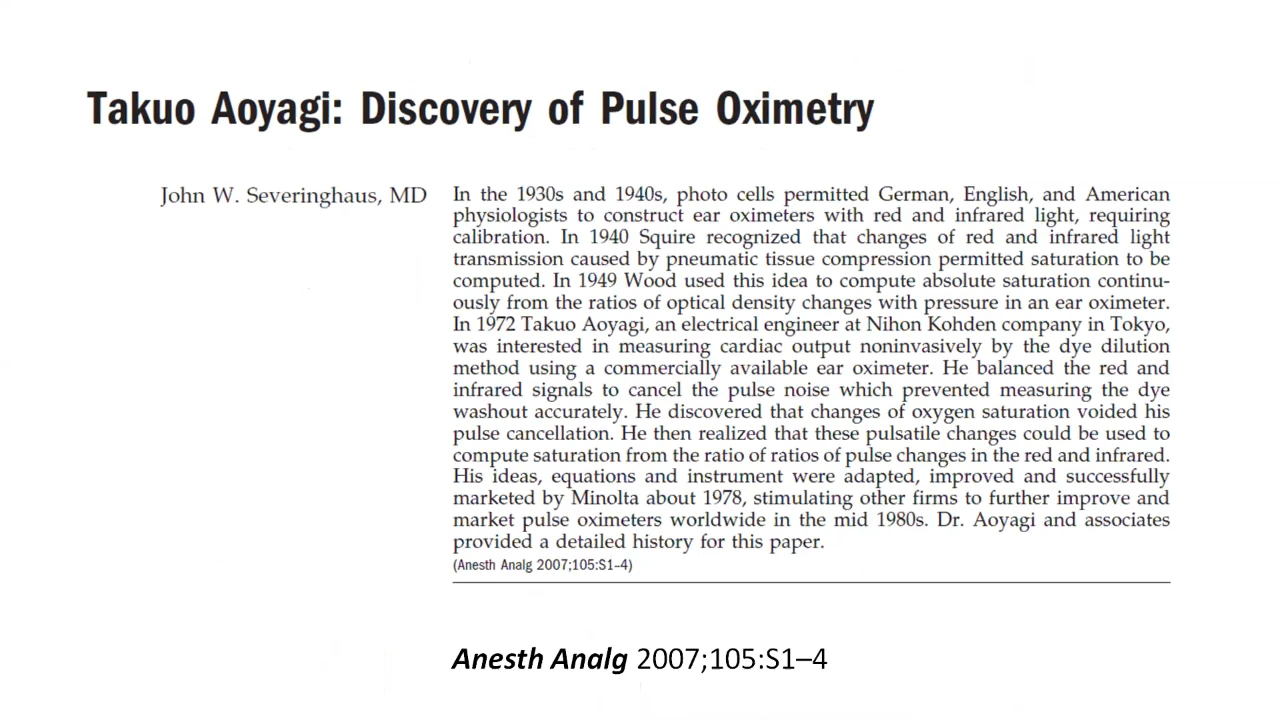 Takuo Aoyagi: Discovery of Pulse Oximetry
John W. Severinghaus, MD
In the 1930s and 1940s, photo cells permitted German, English, and American
physiologists to construct ear oximeters with red and infrared light, requiring
calibration. In 1940 Squire recognized that changes of red and infrared light
transmission caused by pneumatic tissue compression permitted saturation to be
computed. In 1949 Wood used this idea to compute absolute saturation continu-
ously from the ratios of optical density changes with pressure in an ear oximeter.
In 1972 Takuo Aoyagi, an electrical engineer at Nihon Kohden company in Tokyo,
was interested in measuring cardiac output noninvasively by the dye dilution
method using a commercially available ear oximeter. He balanced the red and
infrared signals to cancel the pulse noise which prevented measuring the dye
washout accurately. He discovered that changes of oxygen saturation voided his
pulse cancellation. He then realized that these pulsatile changes could be used to
compute saturation from the ratio of ratios of pulse changes in the red and infrared.
His ideas, equations and instrument were adapted, improved and successfully
marketed by Minolta about 1978, stimulating other firms to further improve and
market pulse oximeters worldwide in the mid 1980s. Dr. Aoyagi and associates
provided a detailed history for this paper.
(Anesth Analg 2007;105:S1–4)
Anesth Analg 2007;105:S1–4